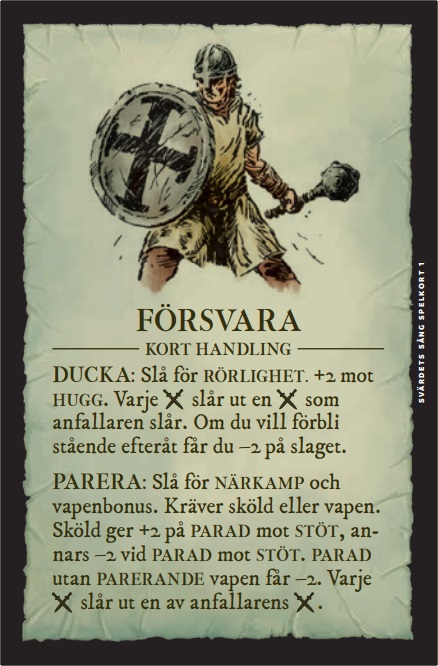 FÖRSVARA
KORT HANDLING
DUCKA: Slå för RÖRLIGHET. +2 mot
HUGG. Varje ⚔ slår ut en ⚔ som
anfallaren slår. Om du vill förbli
stående efteråt får du –2 på slaget.
PARERA: Slå för NÄRKAMP och
vapenbonus. Kräver sköld eller vapen.
Sköld ger +2 på PARAD mot STÖT, an-
nars –2 vid PARAD mot STÖT. PARAD
utan PARERANDE vapen får –2. Varje
⚔ slår ut en av anfallarens ⚔.
SVÄRDETS SÅNG SPELKORT 1